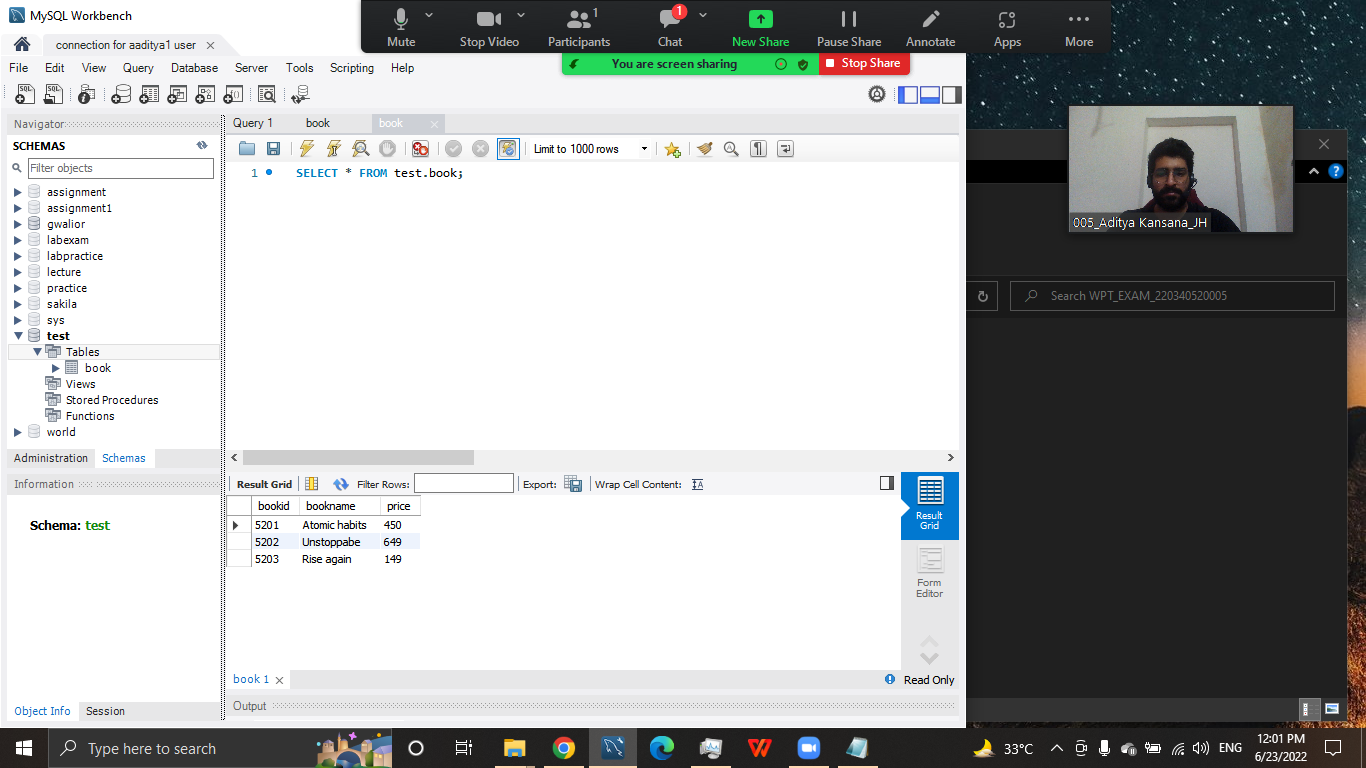 MySQL Workbench
Mute
Stop Video
Participants
1
Chat
1
New Share
Pause Share
Annotate
Apps
More
You are screen sharing
Stop Share
connection for aaditya1 user
File Edit View Query Database Server Tools Scripting Help
Navigator
SCHEMAS
Filter objects
assignment
assignment1
gwalior
labexam
labpractice
lecture
practice
sakila
sys
test
Tables
book
Views
Stored Procedures
Functions
world
Administration Schemas
Information
Schema: test
Object Info Session
Query 1 book book
Limit to 1000 rows
1 SELECT * FROM test.book;
Result Grid Filter Rows: Export: Wrap Cell Content:
bookid bookname price
5201 Atomic habits 450
5202 Unstoppabe 649
5203 Rise again 149
Result
Grid
Form
Editor
book 1
Read Only
Output
005_Aditya Kansana_JH
Search WPT_EXAM_220340520005
Type here to search
33°C
ENG
12:01 PM
6/23/2022